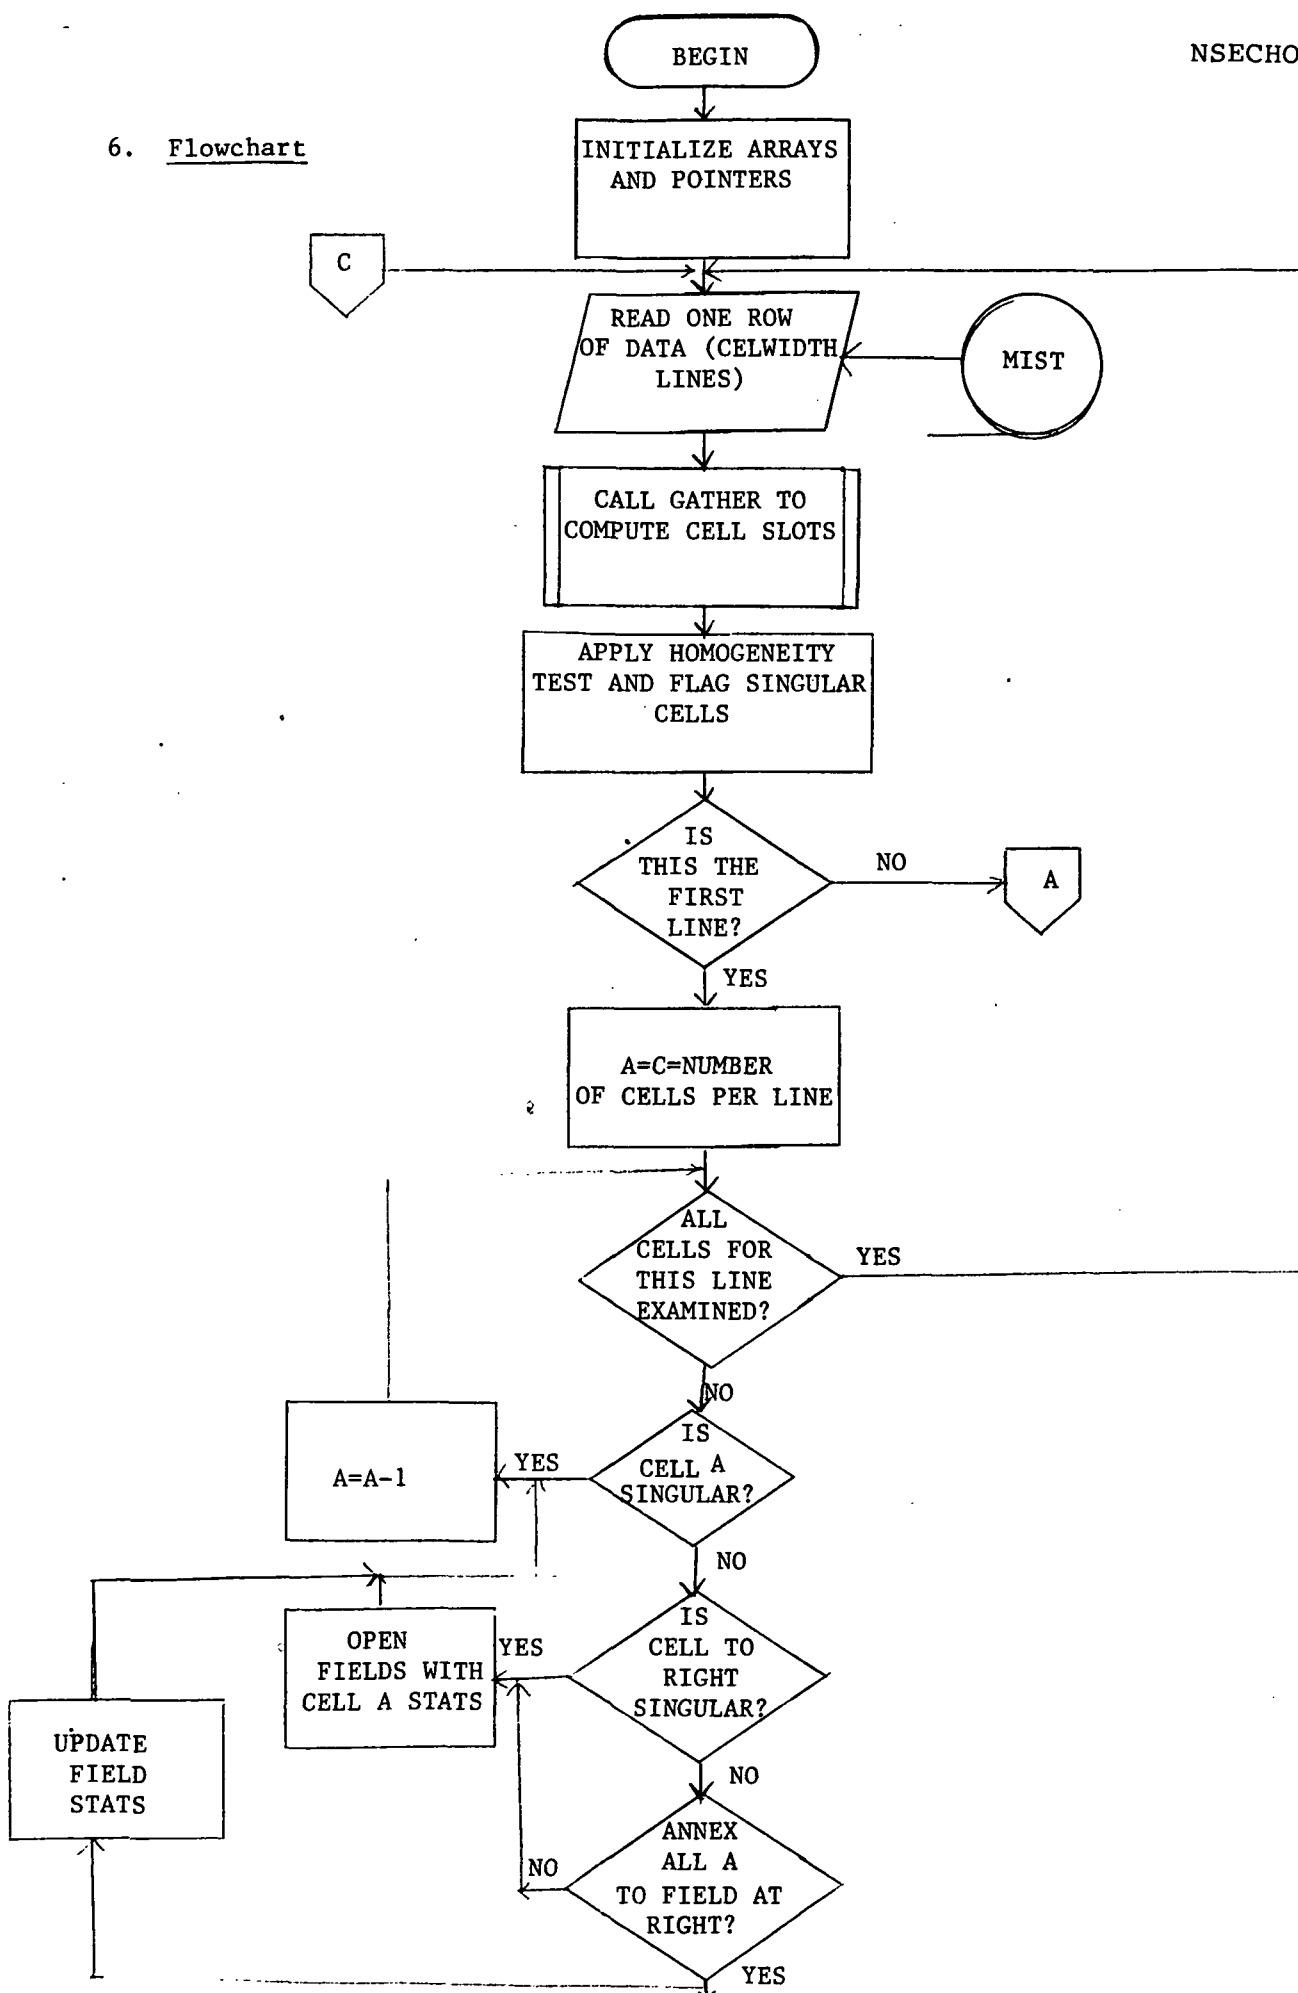 BEGIN
NSECHO
6. Flowchart
INITIALIZE ARRAYS
AND POINTERS
C
READ ONE ROW
OF DATA (CELWIDTH
LINES)
MIST
CALL GATHER TO
COMPUTE CELL SLOTS
APPLY HOMOGENEITY
TEST AND FLAG SINGULAR
CELLS
IS
THIS THE
FIRST
LINE?
NO
A
YES
A=C=NUMBER
OF CELLS PER LINE
ALL
CELLS FOR
THIS LINE
EXAMINED?
YES
NO
IS
CELL A
SINGULAR?
YES
A=A-1
NO
IS
CELL TO
RIGHT
SINGULAR?
YES
OPEN
FIELDS WITH
CELL A STATS
UPDATE
FIELD
STATS
NO
ANNEX
ALL A
TO FIELD AT
RIGHT?
NO
YES